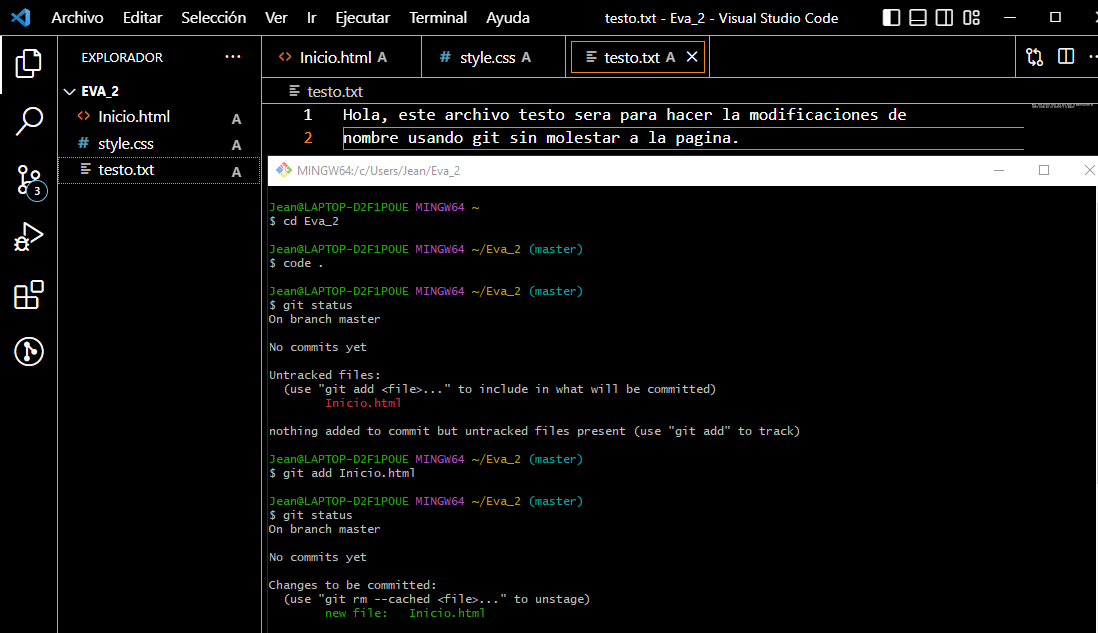 Archivo Editar Selección Ver Ir Ejecutar Terminal Ayuda testo.txt - Eva_2 - Visual Studio Code
EXPLORADOR ···
Inicio.html A style.css A testo.txt A
EVA_2
testo.txt
Inicio.html A
style.css A
testo.txt A
3
1 Hola, este archivo testo sera para hacer la modificaciones de
2 nombre usando git sin molestar a la pagina.
MINGW64:/c/Users/Jean/Eva_2
Jean@LAPTOP-D2F1POUE MINGW64 ~
$ cd Eva_2
Jean@LAPTOP-D2F1POUE MINGW64 ~/Eva_2 (master)
$ code .
Jean@LAPTOP-D2F1POUE MINGW64 ~/Eva_2 (master)
$ git status
On branch master
No commits yet
Untracked files:
(use "git add <file>..." to include in what will be committed)
Inicio.html
nothing added to commit but untracked files present (use "git add" to track)
Jean@LAPTOP-D2F1POUE MINGW64 ~/Eva_2 (master)
$ git add Inicio.html
Jean@LAPTOP-D2F1POUE MINGW64 ~/Eva_2 (master)
$ git status
On branch master
No commits yet
Changes to be committed:
(use "git rm --cached <file>..." to unstage)
new file: Inicio.html